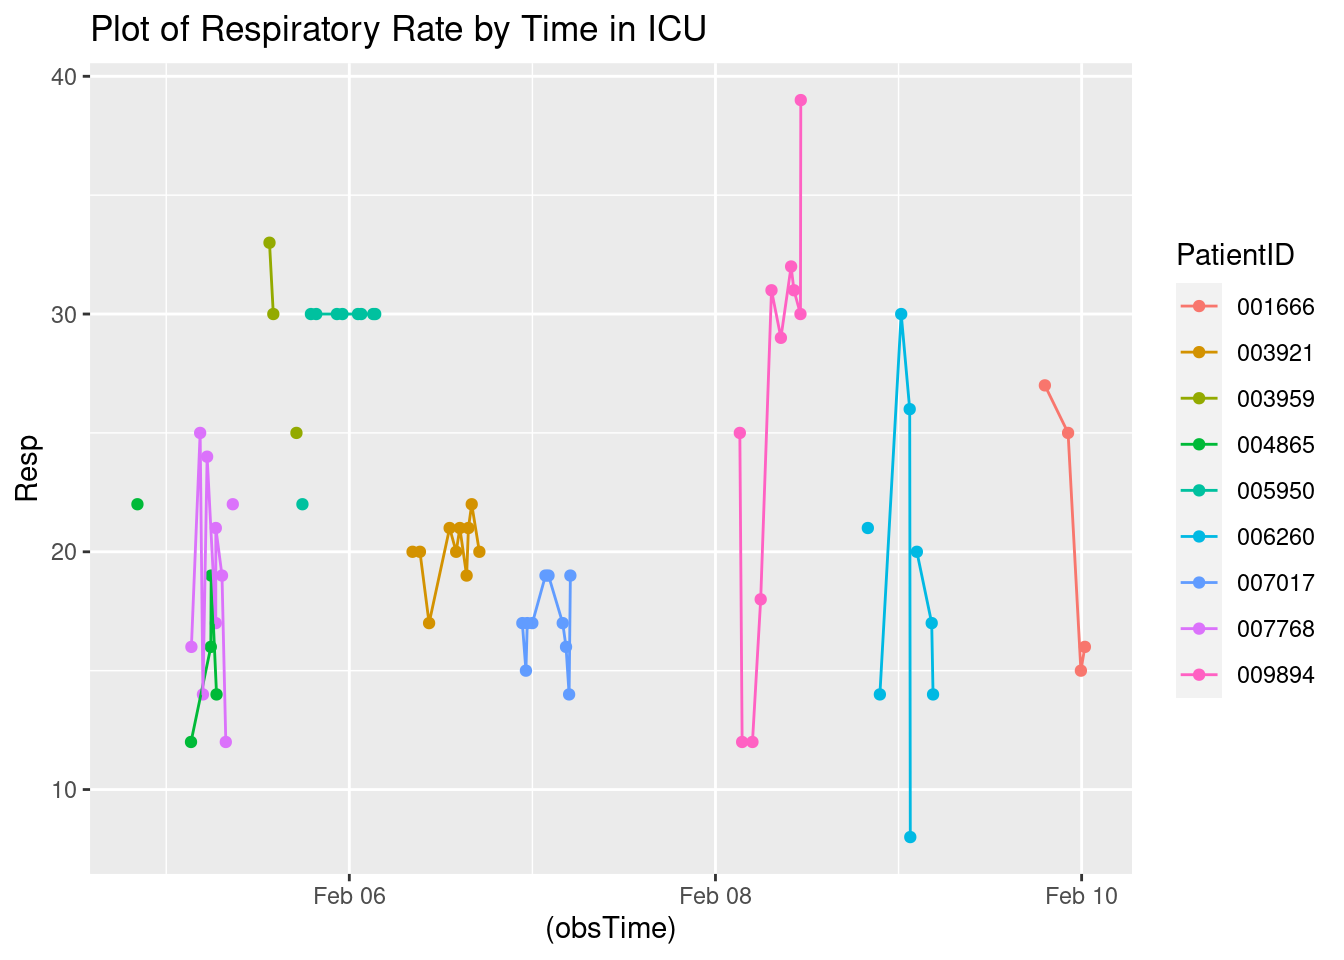 Plot of Respiratory Rate by Time in ICU
40
30
20
10
Resp
Feb 06
Feb 08
Feb 10
(obsTime)
PatientID
001666
003921
003959
004865
005950
006260
007017
007768
009894